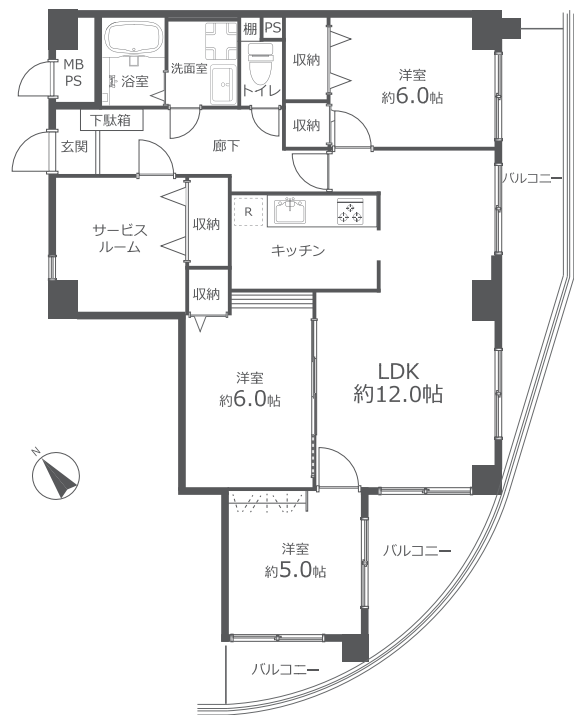 MB
PS
浴室
洗面室
棚
PS
トイレ
収納
洋室
約6.0帖
収納
下駄箱
玄関
廊下
バルコニー
サービス
ルーム
収納
R
キッチン
収納
洋室
約6.0帖
LDK
約12.0帖
N
洋室
約5.0帖
バルコニー
バルコニー